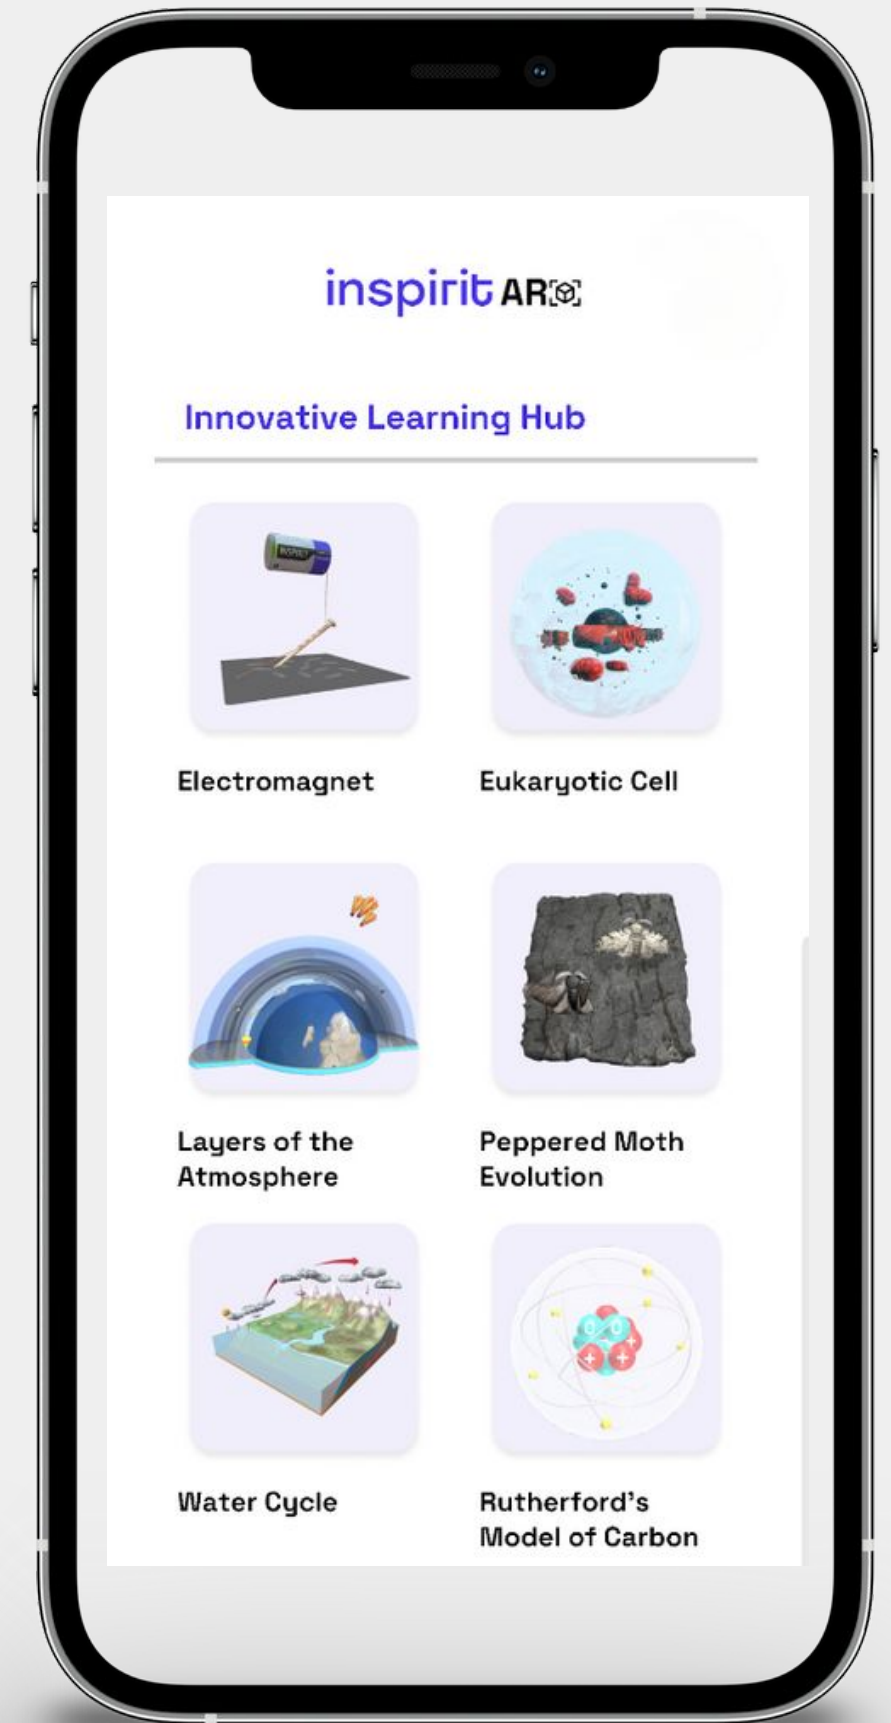 inspirit AR
Innovative Learning Hub
INSPIRIT
Electromagnet
Eukaryotic Cell
Layers of the
Atmosphere
Peppered Moth
Evolution
Water Cycle
Rutherford's
Model of Carbon